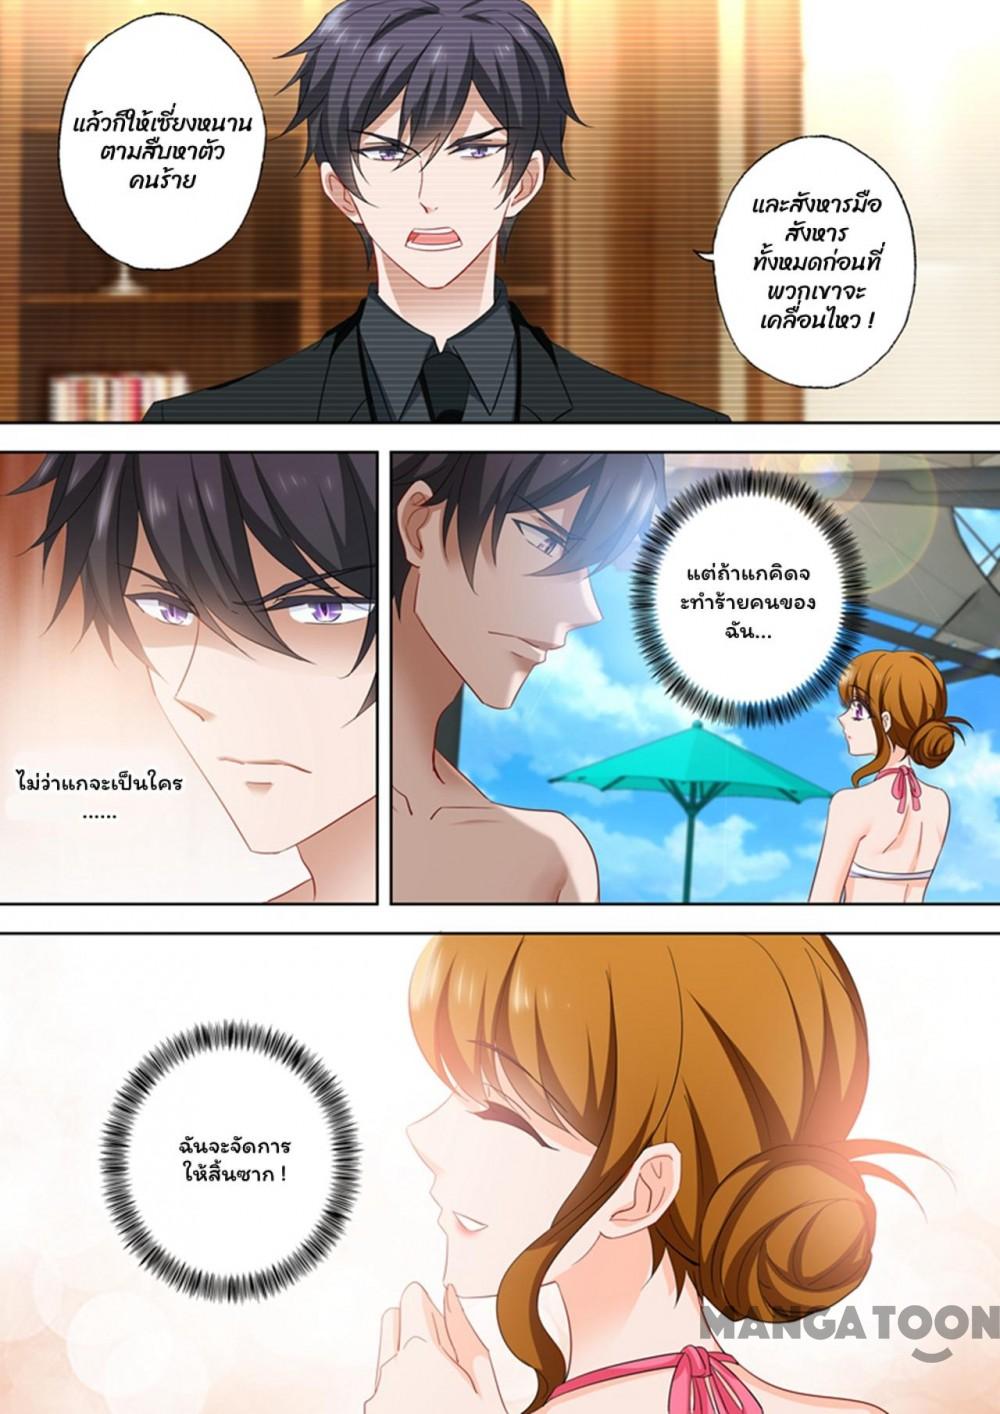 แล้วก็ให้เซี่ยงหนาน
ตามสืบหาตัว
คนร้าย
และสังหารมือ
สังหาร
ทั้งหมดก่อนที่
พวกเขาจะ
เคลื่อนไหว !
ไม่ว่าแกจะเป็นใคร
......
แต่ถ้าแกคิดจ
ะทำร้ายคนของ
ฉัน...
ฉันจะจัดการ
ให้สิ้นซาก !
MANGATOON